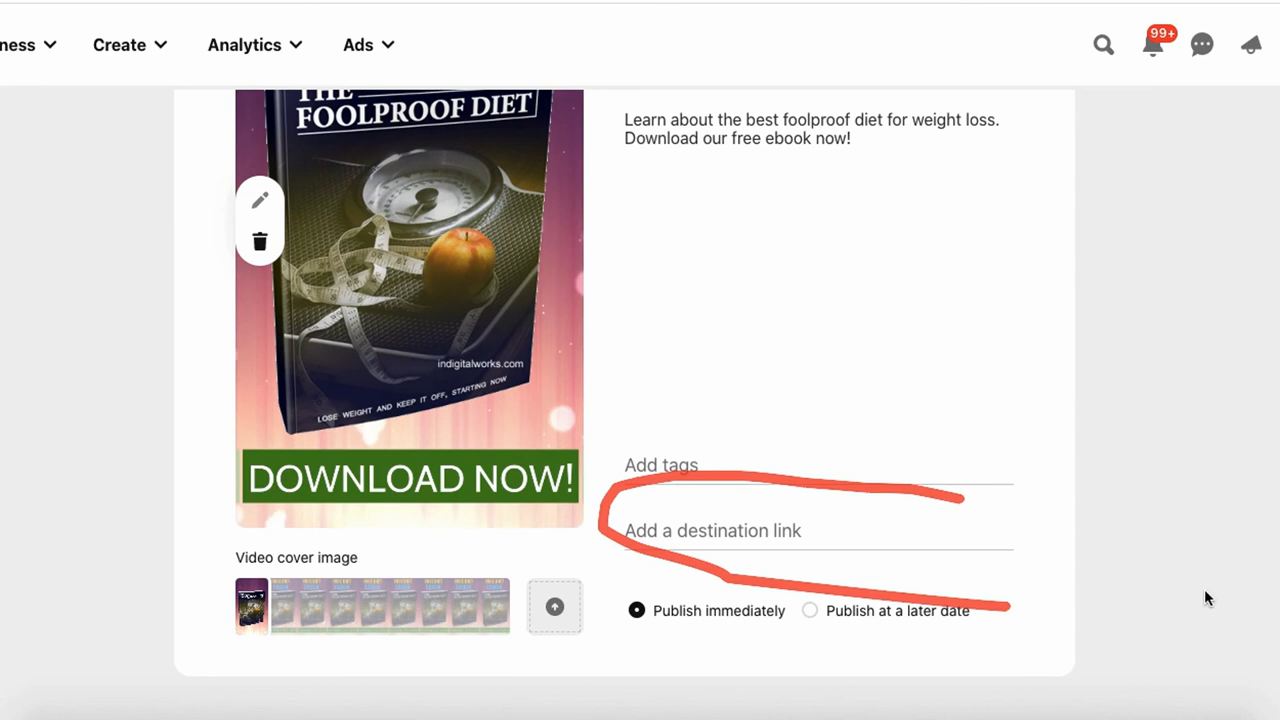 ness
Create
Analytics
Ads
99+
THE
FOOLPROOF DIET
indigitalworks.com
LOSE WEIGHT AND KEEP IT OFF, STARTING NOW
DOWNLOAD NOW!
Learn about the best foolproof diet for weight loss.
Download our free ebook now!
Add tags
Add a destination link
Video cover image
Publish immediately
Publish at a later date